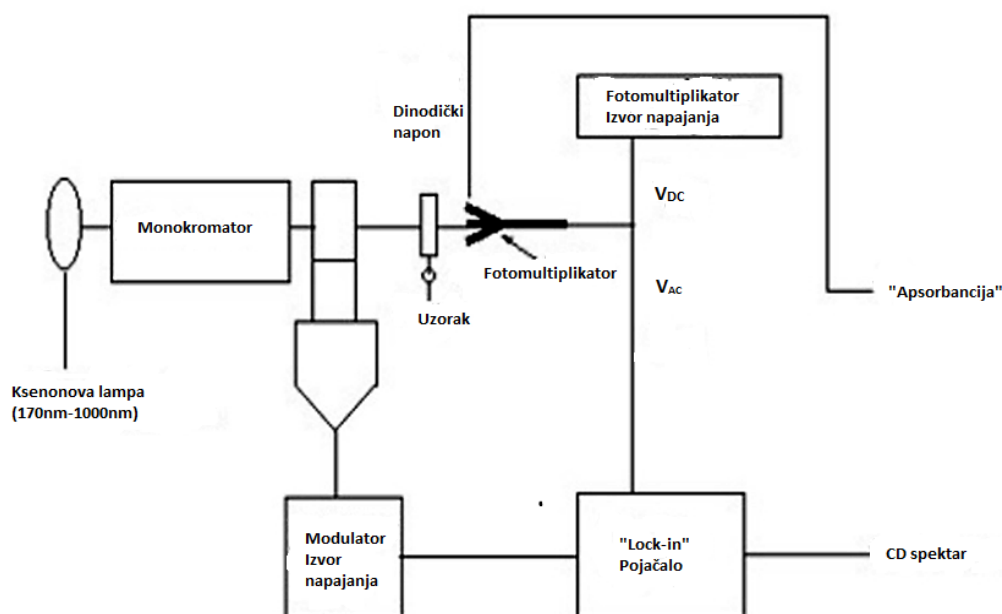 Dinodički
napon
Fotomultiplikator
Izvor napajanja
VDC
Monokromator
Fotomultiplikator
VAC
"Apsorbancija"
Uzorak
Ksenonova lampa
(170nm-1000nm)
Modulator
Izvor
napajanja
"Lock-in"
Pojačalo
CD spektar